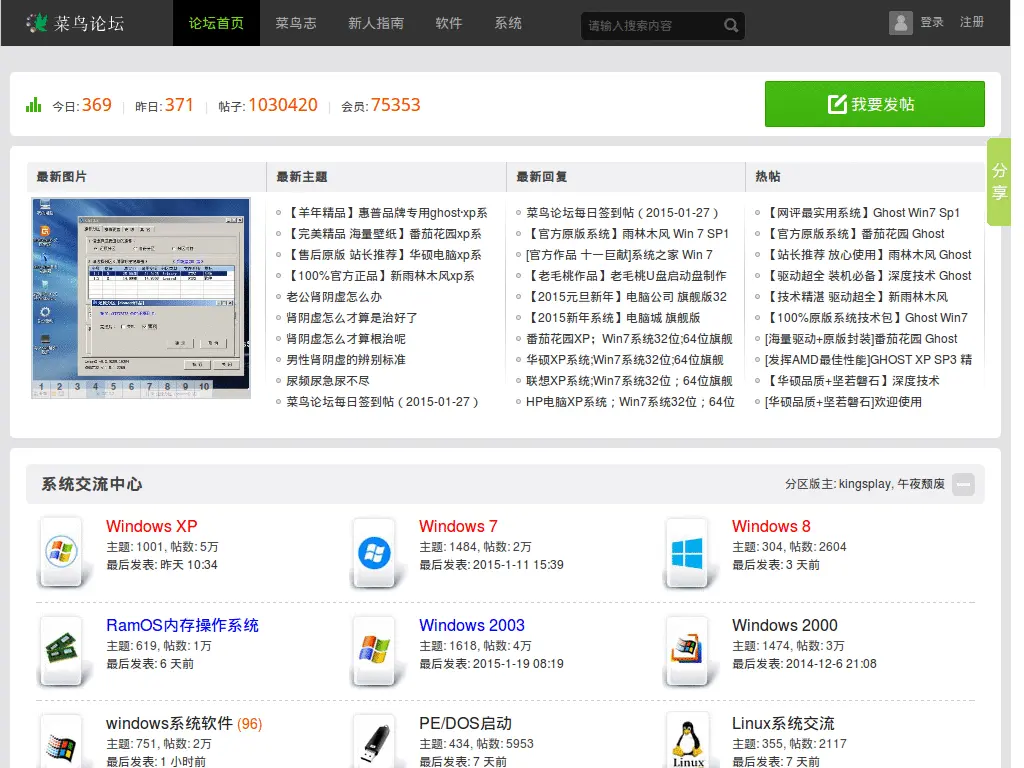 菜鸟论坛 论坛首页 菜鸟志 新人指南 软件 系统 请输入搜索内容 登录 注册
今日: 369 昨日: 371 帖子: 1030420 会员: 75353 我要发帖
分享
最新图片 最新主题 最新回复 热帖
1 2 3 4 5 6 7 8 9 10
【羊年精品】惠普品牌专用ghost·xp系
【完美精品 海量壁纸】番茄花园xp系
【售后原版 站长推荐】华硕电脑xp系
【100%官方正品】新雨林木风xp系
老公肾阴虚怎么办
肾阴虚怎么才算是治好了
肾阴虚怎么才算根治呢
男性肾阴虚的辨别标准
尿频尿急尿不尽
菜鸟论坛每日签到帖（2015-01-27）
菜鸟论坛每日签到帖（2015-01-27）
【官方原版系统】雨林木风 Win 7 SP1
[官方作品 十一巨献]系统之家 Win 7
【老毛桃作品】老毛桃U盘启动盘制作
【2015元旦新年】电脑公司 旗舰版32
【2015新年系统】电脑城 旗舰版
番茄花园XP；Win7系统32位;64位旗舰
华硕XP系统;Win7系统32位;64位旗舰
联想XP系统;Win7系统32位；64位旗舰
HP电脑XP系统；Win7系统32位；64位
【网评最实用系统】Ghost Win7 Sp1
【官方原版系统】番茄花园 Ghost
【站长推荐 放心使用】雨林木风 Ghost
【驱动超全 装机必备】深度技术 Ghost
【技术精湛 驱动超全】新雨林木风
【100%原版系统技术包】Ghost Win7
[海量驱动+原版封装]番茄花园 Ghost
[发挥AMD最佳性能]GHOST XP SP3 精
【华硕品质+坚若磐石】深度技术
[华硕品质+坚若磐石]欢迎使用
系统交流中心 分区版主: kingsplay, 午夜颓废
Windows XP
主题: 1001, 帖数: 5万
最后发表: 昨天 10:34
Windows 7
主题: 1484, 帖数: 2万
最后发表: 2015-1-11 15:39
Windows 8
主题: 304, 帖数: 2604
最后发表: 3 天前
RamOS内存操作系统
主题: 619, 帖数: 1万
最后发表: 6 天前
Windows 2003
主题: 1618, 帖数: 4万
最后发表: 2015-1-19 08:19
Windows 2000
主题: 1474, 帖数: 3万
最后发表: 2014-12-6 21:08
windows系统软件 (96)
主题: 751, 帖数: 2万
最后发表: 1 小时前
PE/DOS启动
主题: 434, 帖数: 5953
最后发表: 7 天前
Linux
Linux系统交流
主题: 355, 帖数: 2117
最后发表: 7 天前